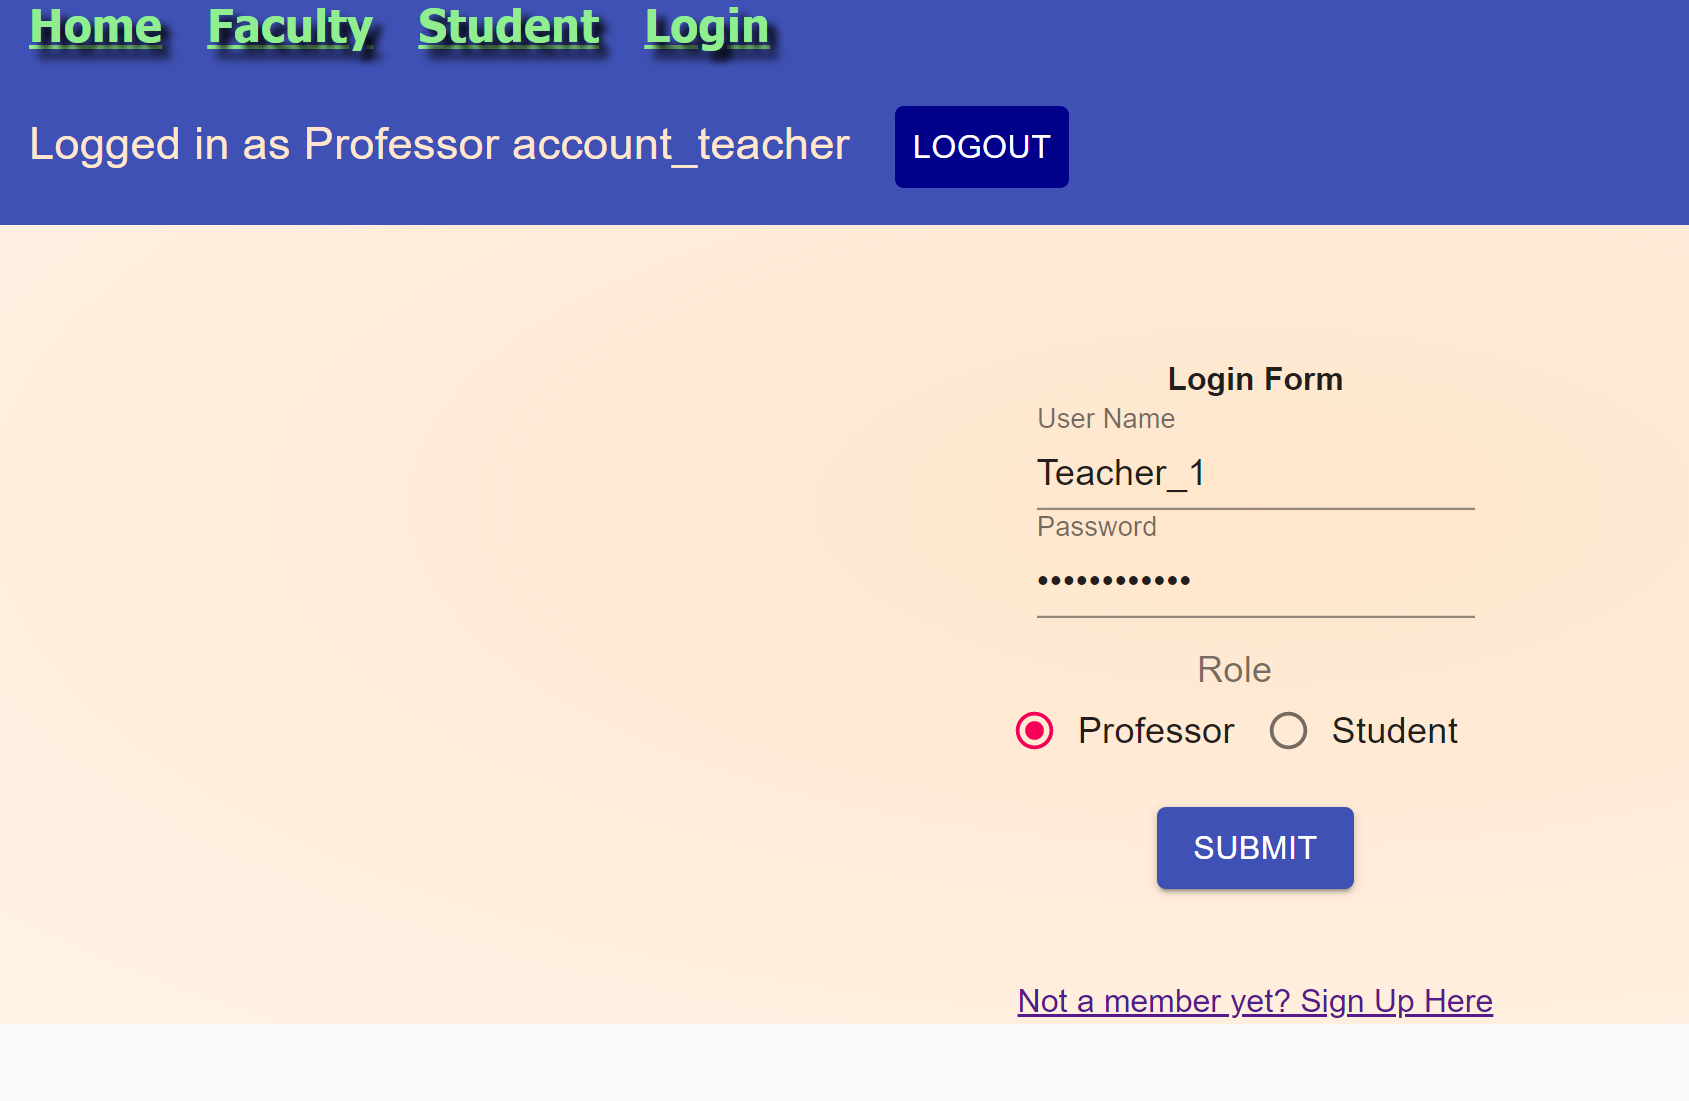 Home Faculty Student Login
Logged in as Professor account_teacher LOGOUT
Login Form
User Name
Teacher_1
Password
••••••••••••
Role
Professor Student
SUBMIT
Not a member yet? Sign Up Here